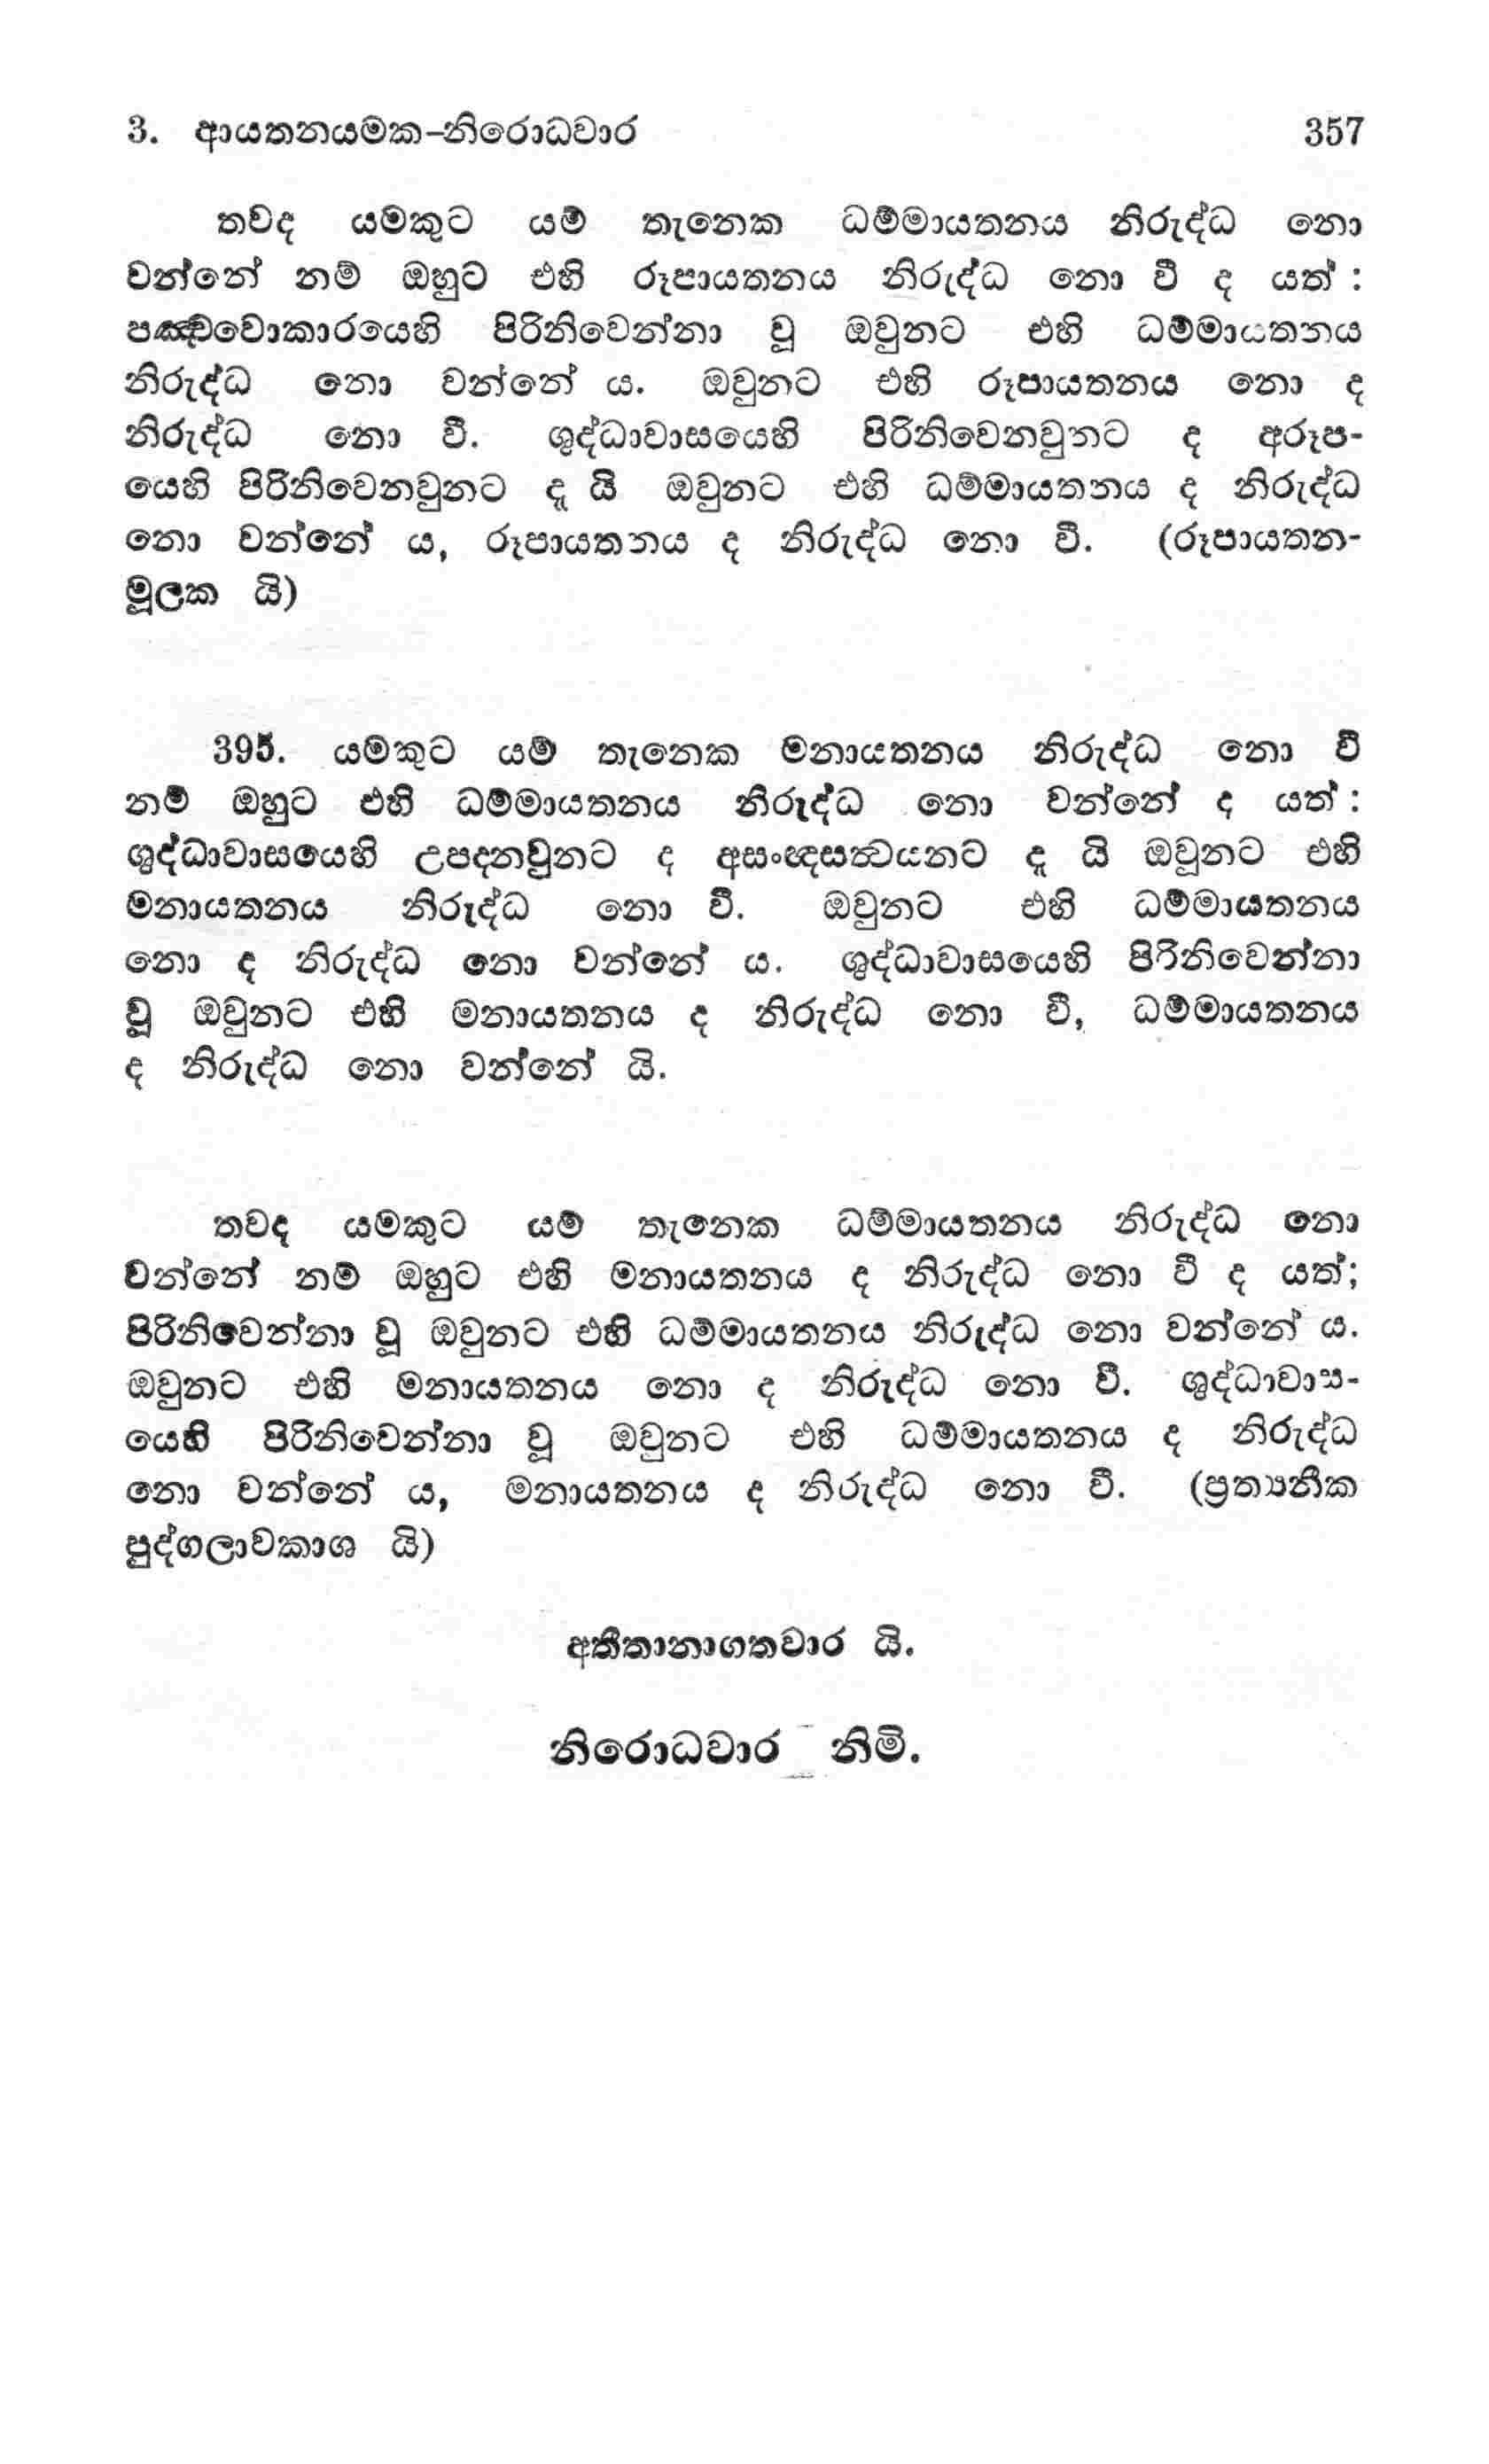 3. ආයතනයමක-නිරොධවාර 357
තවද යමකුට යම් තැනෙක ධම්මායතනය නිරුද්ධ නො
වන්නේ නම් ඔහුට එහි රූපායතනය නිරුද්ධ නො වී ද යත් :
පඤ්චවොකාරයෙහි පිරිනිවෙන්නා වූ ඔවුනට එහි ධම්මායතනය
නිරුද්ධ නො වන්නේ ය. ඔවුනට එහි රූපායතනය නො ද
නිරුද්ධ නො වී. ශුද්ධාවාසයෙහි පිරිනිවෙනවුනට ද අරූප-
යෙහි පිරිනිවෙනවුනට දැ යි ඔවුනට එහි ධම්මායතනය ද නිරුද්ධ
නො වන්නේ ය, රූපායතනය ද නිරුද්ධ නො වී. (රූපායතන-
මූලක යි)
395. යමකුට යම් තැනෙක මනායතනය නිරුද්ධ නො වී
නම් ඔහුට එහි ධම්මායතනය නිරුද්ධ නො වන්නේ ද යත් :
ශුද්ධාවාසයෙහි උපදනවුනට ද අසංඥසත්‍වයනට දැ යි ඔවුනට එහි
මනායතනය නිරුද්ධ නො වී. ඔවුනට එහි ධම්මායතනය
නො ද නිරුද්ධ නො වන්නේ ය. ශුද්ධාවාසයෙහි පිරිනිවෙන්නා
වූ ඔවුනට එහි මනායතනය ද නිරුද්ධ නො වී, ධම්මායතනය
ද නිරුද්ධ නො වන්නේ යි.
තවද යමකුට යම් තැනෙක ධම්මායතනය නිරුද්ධ නො
වන්නේ නම් ඔහුට එහි මනායතනය ද නිරුද්ධ නො වී ද යත්;
පිරිනිවෙන්නා වූ ඔවුනට එහි ධම්මායතනය නිරුද්ධ නො වන්නේ ය.
ඔවුනට එහි මනායතනය නො ද නිරුද්ධ නො වී. ශුද්ධාවාස-
යෙහි පිරිනිවෙන්නා වූ ඔවුනට එහි ධම්මායතනය ද නිරුද්ධ
නො වන්නේ ය, මනායතනය ද නිරුද්ධ නො වී. (ප්‍රත්‍යනීක
පුද්ගලාවකාශ යි)
අතීතානාගතවාර යි.
නිරොධවාර නිමි.